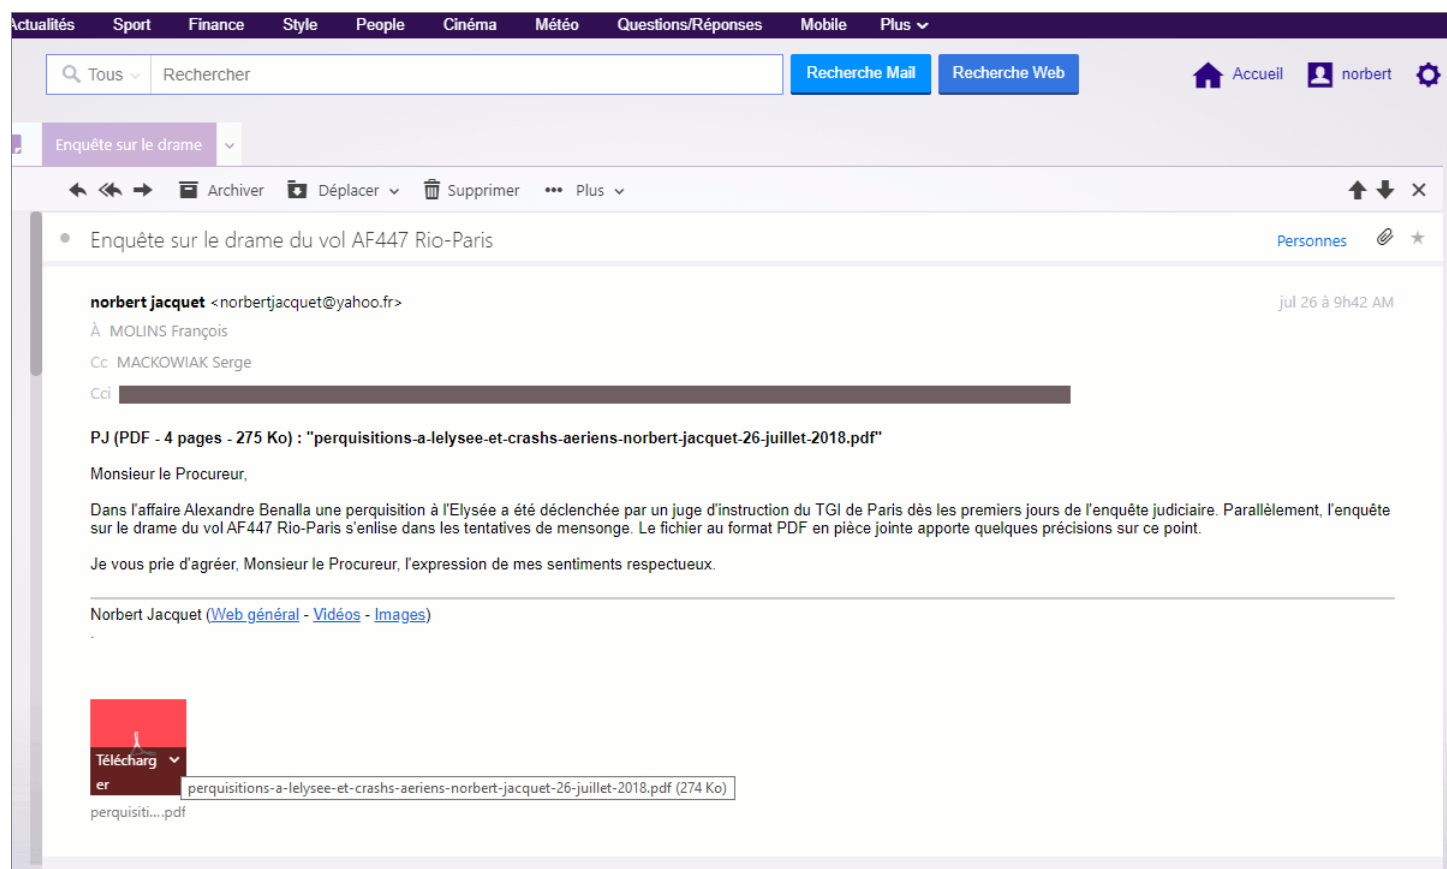 Actualités Sport Finance Style People Cinéma Météo Questions/Réponses Mobile Plus
Tous Rechercher Recherche Mail Recherche Web Accueil norbert
Enquête sur le drame
Archiver Déplacer Supprimer Plus
Enquête sur le drame du vol AF447 Rio-Paris Personnes
norbert jacquet <norbertjacquet@yahoo.fr> jul 26 à 9h42 AM
À MOLINS François
Cc MACKOWIAK Serge
Cci
PJ (PDF - 4 pages - 275 Ko) : "perquisitions-a-lelysee-et-crashs-aeriens-norbert-jacquet-26-juillet-2018.pdf"
Monsieur le Procureur,
Dans l'affaire Alexandre Benalla une perquisition à l'Elysée a été déclenchée par un juge d'instruction du TGI de Paris dès les premiers jours de l'enquête judiciaire. Parallèlement, l'enquête
sur le drame du vol AF447 Rio-Paris s'enlise dans les tentatives de mensonge. Le fichier au format PDF en pièce jointe apporte quelques précisions sur ce point.
Je vous prie d'agréer, Monsieur le Procureur, l'expression de mes sentiments respectueux.
Norbert Jacquet (Web général - Vidéos - Images)
.
Télécharg
er
perquisitions-a-lelysee-et-crashs-aeriens-norbert-jacquet-26-juillet-2018.pdf (274 Ko)
perquisiti....pdf